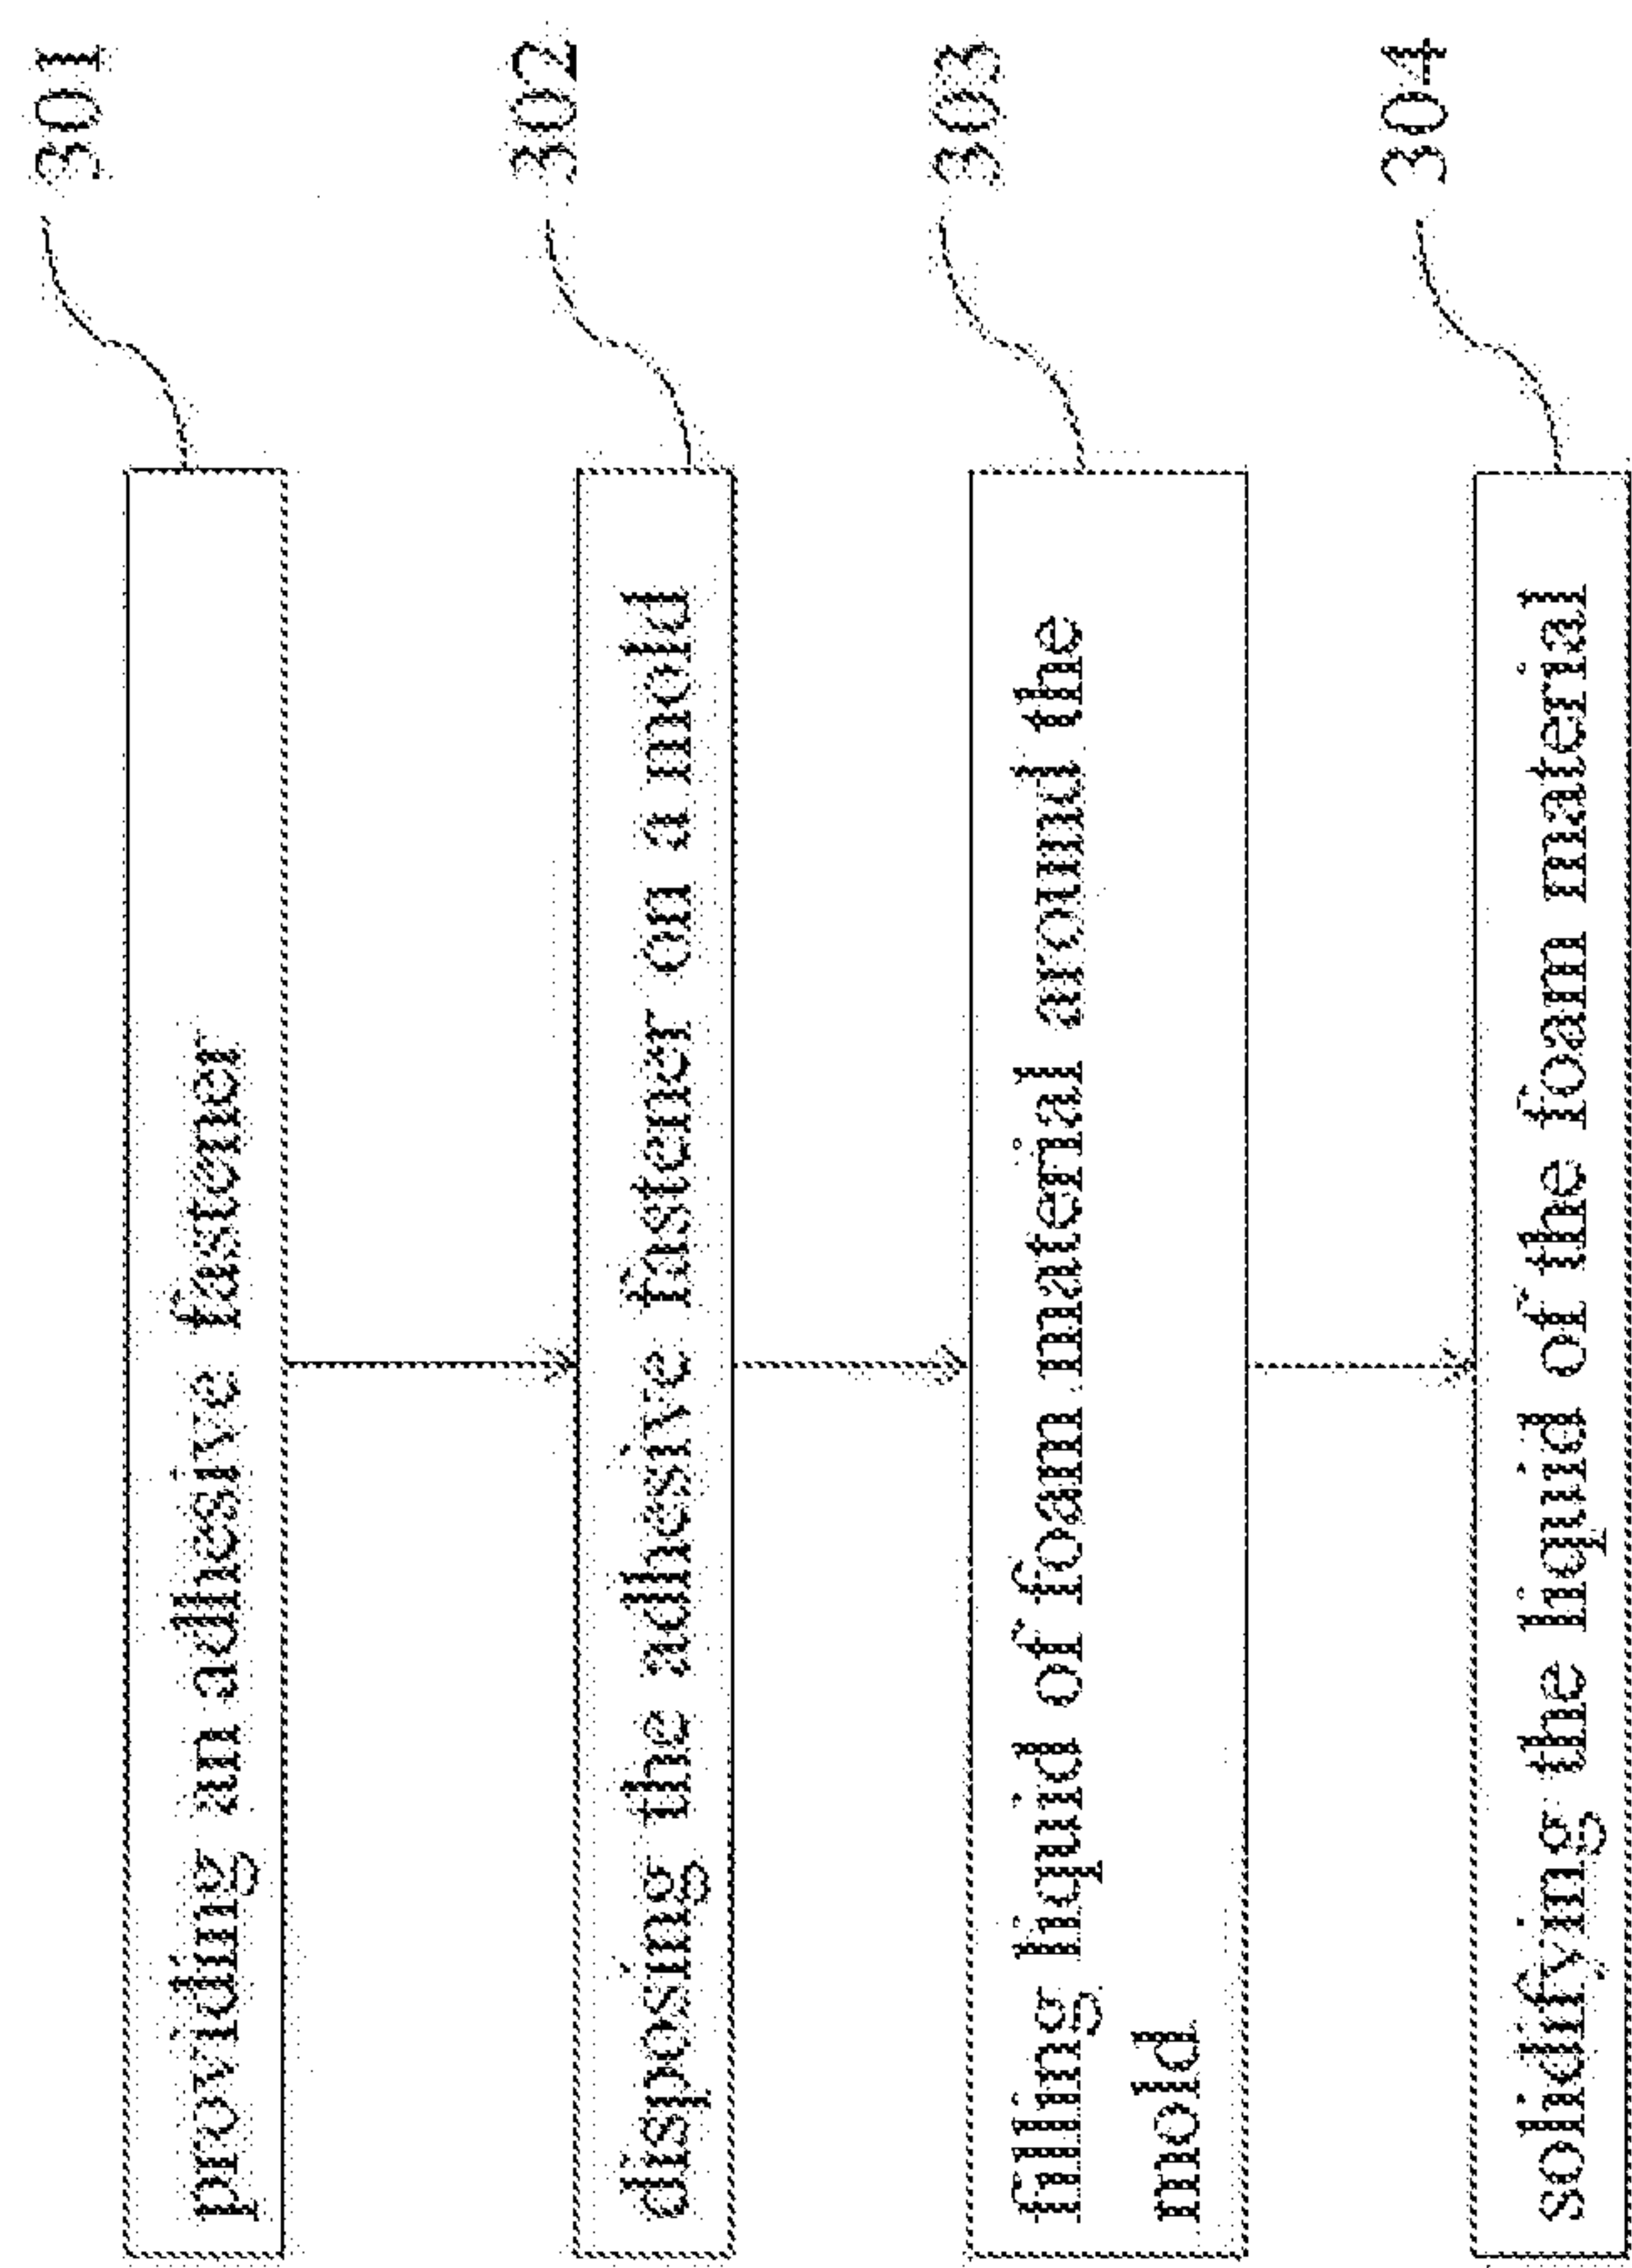 providing an adhesive fastener
301
disposing the adhesive fastener on a mold
302
filling liquid of foam material around the
mold
303
solidifying the liquid of the foam material
304